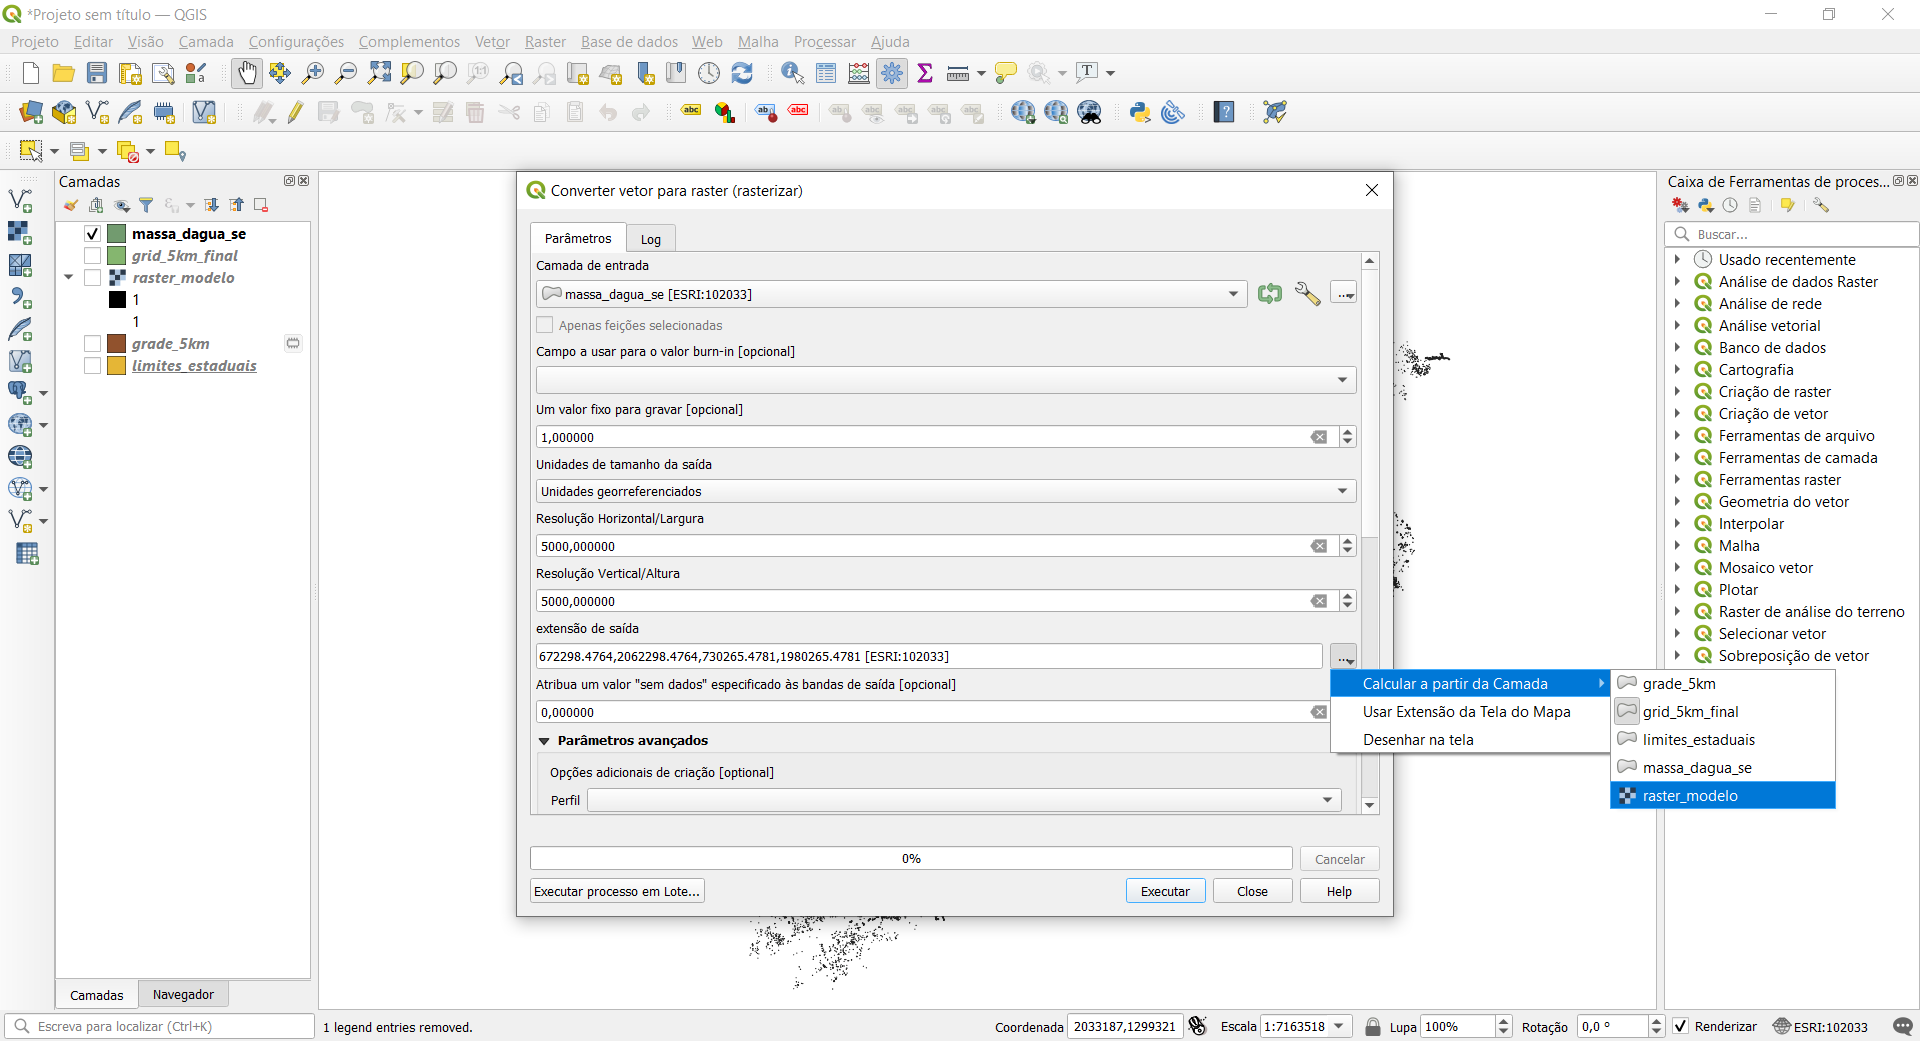 *Projeto sem título — QGIS
Projeto Editar Visão Camada Configurações Complementos Vetor Raster Base de dados Web Malha Processar Ajuda
Camadas
massa_dagua_se
grid_5km_final
raster_modelo
1
1
grade_5km
limites_estaduais
Camadas
Navegador
Converter vetor para raster (rasterizar)
Parâmetros
Log
Camada de entrada
massa_dagua_se [ESRI:102033]
Apenas feições selecionadas
Campo a usar para o valor burn-in [opcional]
Um valor fixo para gravar [opcional]
1,000000
Unidades de tamanho da saída
Unidades georreferenciados
Resolução Horizontal/Largura
5000,000000
Resolução Vertical/Altura
5000,000000
extensão de saída
672298.4764,2062298.4764,730265.4781,1980265.4781 [ESRI:102033]
Atribua um valor "sem dados" especificado às bandas de saída [opcional]
0,000000
Parâmetros avançados
Opções adicionais de criação [optional]
Perfil
0%
Cancelar
Executar processo em Lote...
Executar
Close
Help
Calcular a partir da Camada
Usar Extensão da Tela do Mapa
Desenhar na tela
grade_5km
grid_5km_final
limites_estaduais
massa_dagua_se
raster_modelo
Caixa de Ferramentas de proces...
Buscar...
Usado recentemente
Análise de dados Raster
Análise de rede
Análise vetorial
Banco de dados
Cartografia
Criação de raster
Criação de vetor
Ferramentas de arquivo
Ferramentas de camada
Ferramentas raster
Geometria do vetor
Interpolar
Malha
Mosaico vetor
Plotar
Raster de análise do terreno
Selecionar vetor
Sobreposição de vetor
Escreva para localizar (Ctrl+K)
1 legend entries removed.
Coordenada 2033187,1299321
Escala 1:7163518
Lupa 100%
Rotação 0,0 °
Renderizar
ESRI:102033